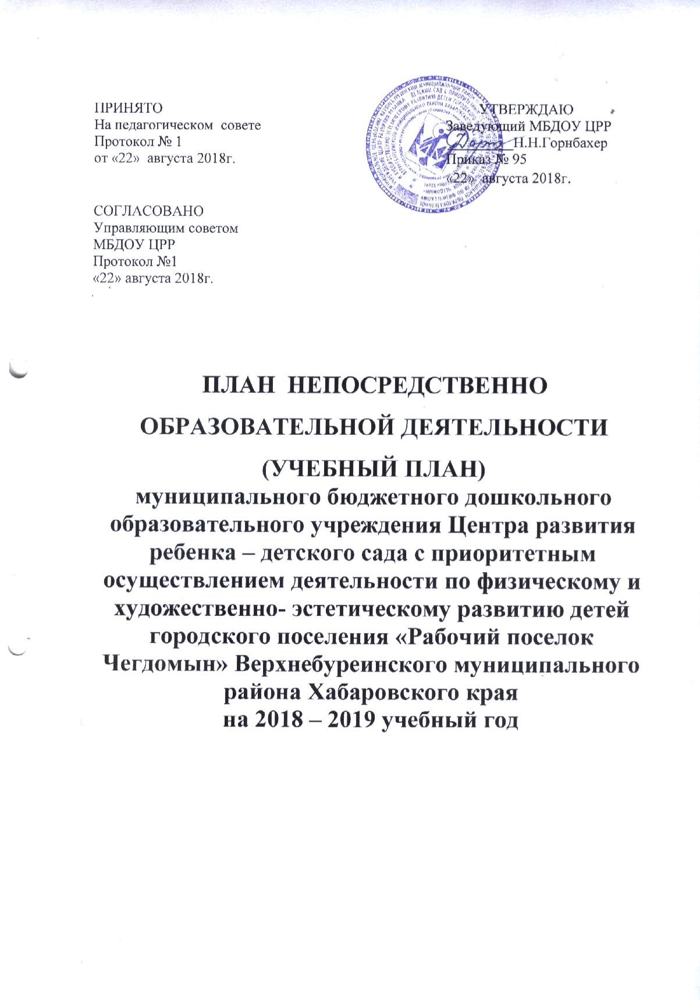 ПРИНЯТО
На педагогическом совете
Протокол № 1
от «22» августа 2018г.
УТВЕРЖДАЮ
Заведующий МБДОУ ЦРР
Н.Н.Горнбахер
Приказ № 95
«22» августа 2018г.
СОГЛАСОВАНО
Управляющим советом
МБДОУ ЦРР
Протокол №1
«22» августа 2018г.
ПЛАН НЕПОСРЕДСТВЕННО
ОБРАЗОВАТЕЛЬНОЙ ДЕЯТЕЛЬНОСТИ
(УЧЕБНЫЙ ПЛАН)
муниципального бюджетного дошкольного
образовательного учреждения Центра развития
ребенка – детского сада с приоритетным
осуществлением деятельности по физическому и
художественно- эстетическому развитию детей
городского поселения «Рабочий поселок
Чегдомын» Верхнебуреинского муниципального
района Хабаровского края
на 2018 – 2019 учебный год